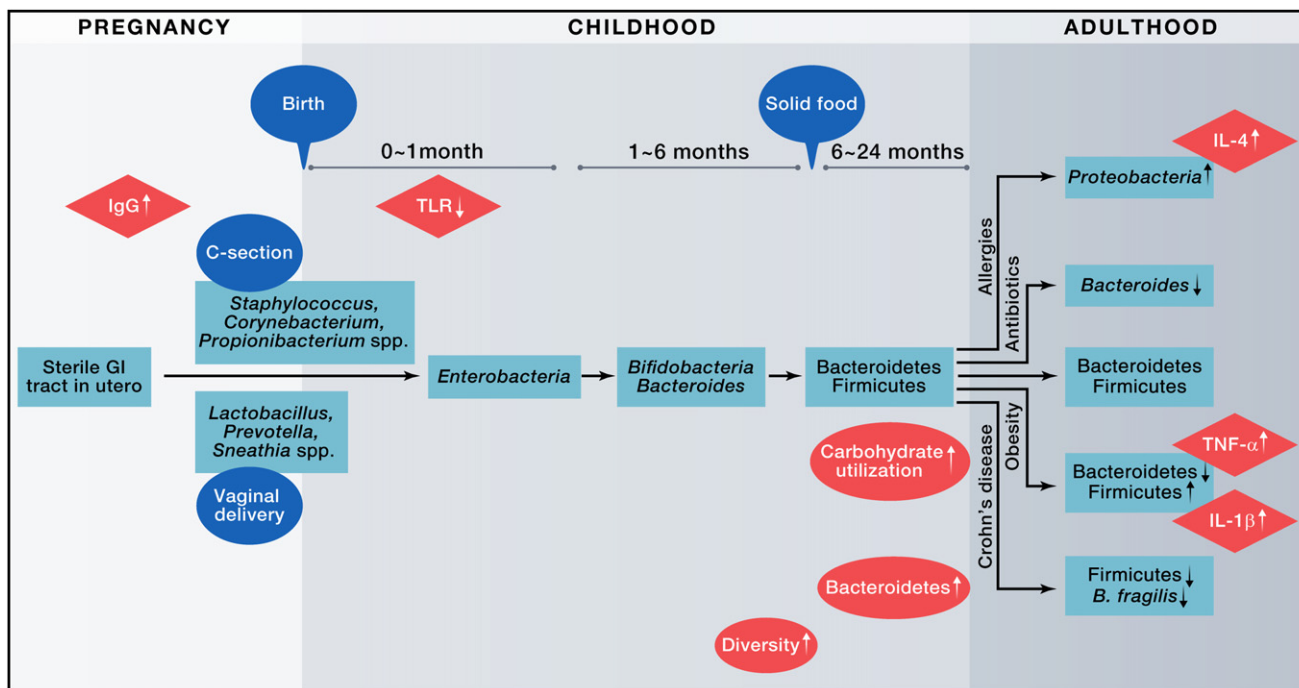 PREGNANCY
CHILDHOOD
ADULTHOOD
Birth
Solid food
0~1month
1~6 months
6~24 months
IgG↑
TLR↓
IL-4↑
Proteobacteria↑
C-section
Staphylococcus,
Corynebacterium,
Propionibacterium spp.
Allergies
Antibiotics
Bacteroides↓
Sterile GI
tract in utero
Enterobacteria
Bifidobacteria
Bacteroides
Bacteroidetes
Firmicutes
Bacteroidetes
Firmicutes
Lactobacillus,
Prevotella,
Sneathia spp.
Vaginal
delivery
Carbohydrate
utilization↑
Crohn's disease
Obesity
TNF-α↑
Bacteroidetes↓
Firmicutes↑
IL-1β↑
Bacteroidetes↑
Firmicutes↓
B. fragilis↓
Diversity↑